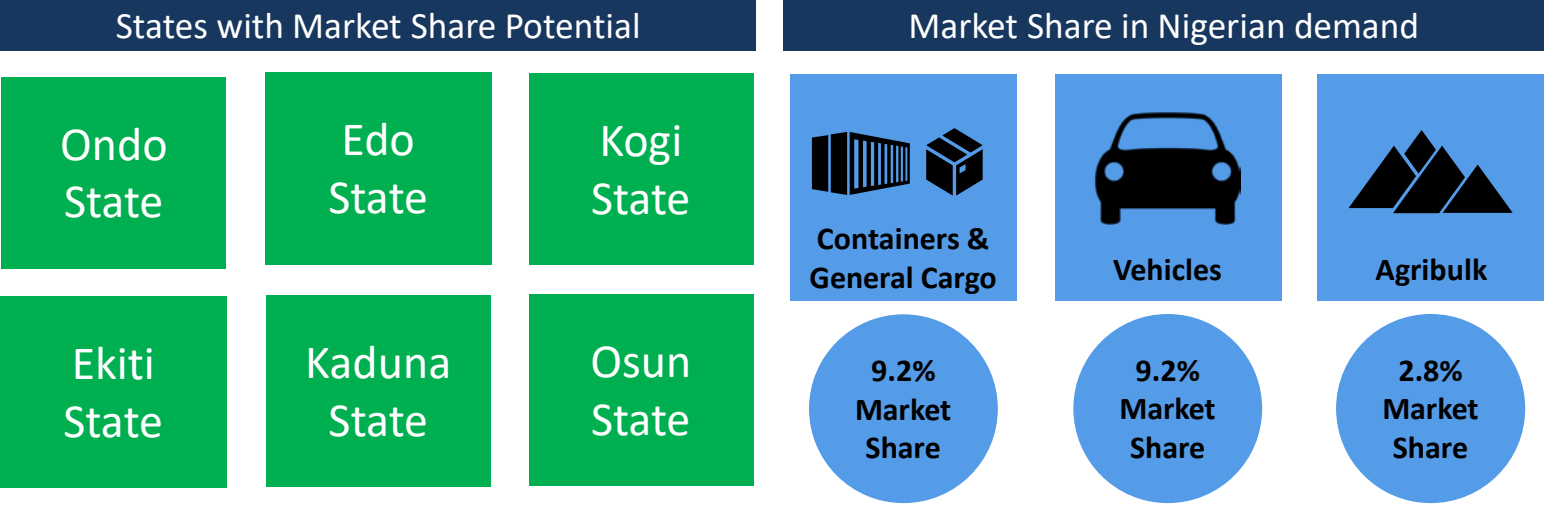 States with Market Share Potential
Ondo
State
Edo
State
Kogi
State
Ekiti
State
Kaduna
State
Osun
State
Market Share in Nigerian demand
Containers &
General Cargo
Vehicles
Agribulk
9.2%
Market
Share
9.2%
Market
Share
2.8%
Market
Share